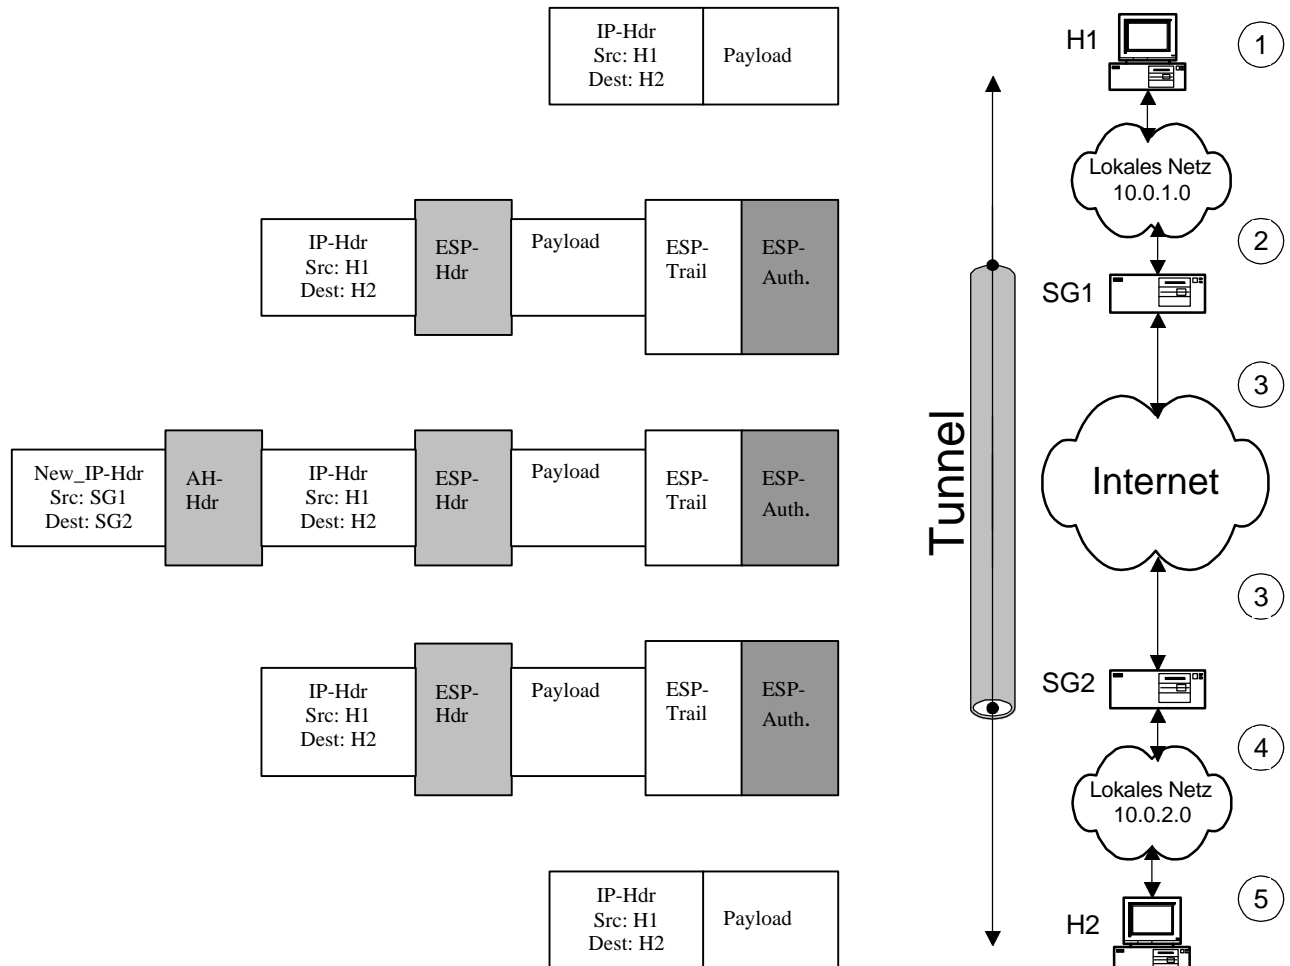 IP-Hdr
Src: H1
Dest: H2
Payload
H1
1
Lokales Netz
10.0.1.0
IP-Hdr
Src: H1
Dest: H2
ESP-
Hdr
Payload
ESP-
Trail
ESP-
Auth.
2
SG1
3
New_IP-Hdr
Src: SG1
Dest: SG2
AH-
Hdr
IP-Hdr
Src: H1
Dest: H2
ESP-
Hdr
Payload
ESP-
Trail
ESP-
Auth.
Tunnel
Internet
3
IP-Hdr
Src: H1
Dest: H2
ESP-
Hdr
Payload
ESP-
Trail
ESP-
Auth.
SG2
4
Lokales Netz
10.0.2.0
IP-Hdr
Src: H1
Dest: H2
Payload
H2
5